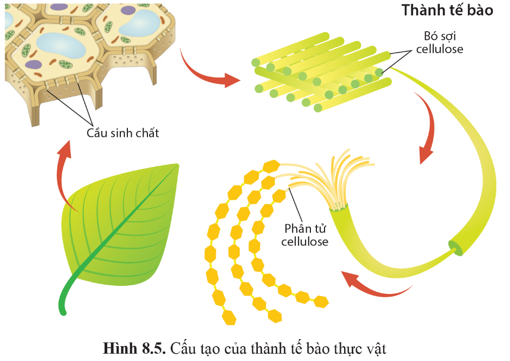 Thành tế bào
Bó sợi
cellulose
Cầu sinh chất
Phân tử
cellulose
Hình 8.5. Cấu tạo của thành tế bào thực vật